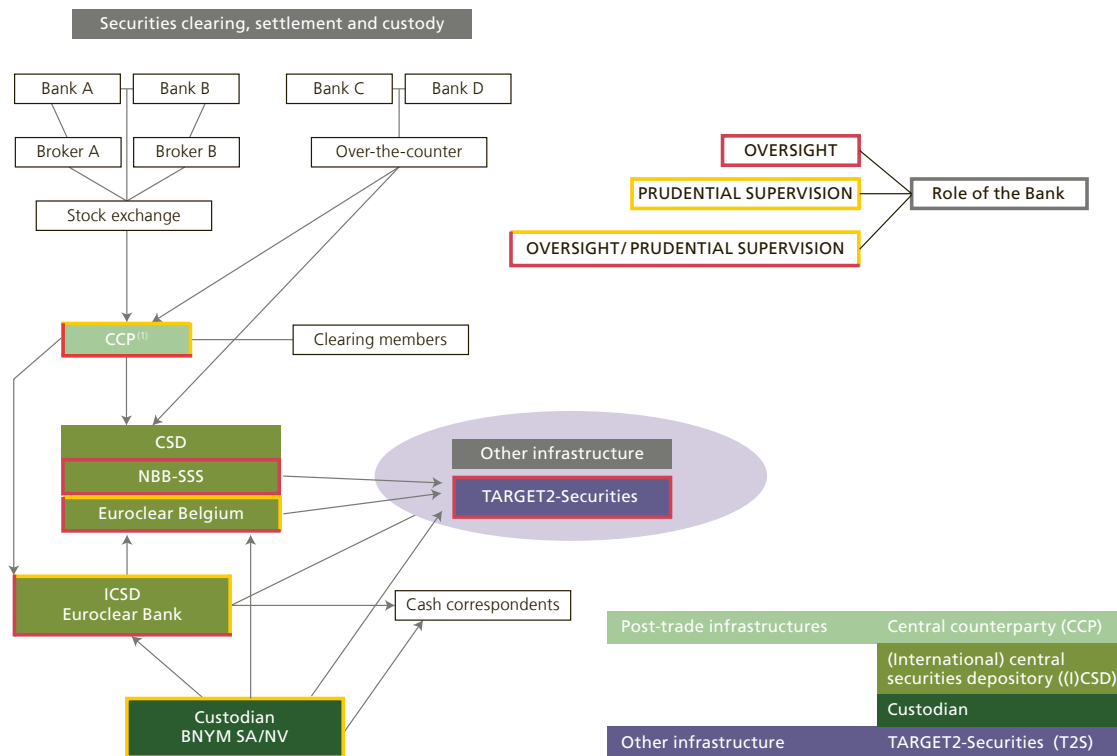 Securities clearing, settlement and custody
Bank A
Bank B
Bank C
Bank D
Broker A
Broker B
Over-the-counter
Stock exchange
OVERSIGHT
PRUDENTIAL SUPERVISION
Role of the Bank
OVERSIGHT / PRUDENTIAL SUPERVISION
CCP (1)
Clearing members
CSD
NBB-SSS
Euroclear Belgium
Other infrastructure
TARGET2-Securities
ICSD
Euroclear Bank
Cash correspondents
Custodian
BNYM SA/NV
Post-trade infrastructures
Central counterparty (CCP)
(International) central
securities depository ((I)CSD)
Custodian
Other infrastructure
TARGET2-Securities (T2S)